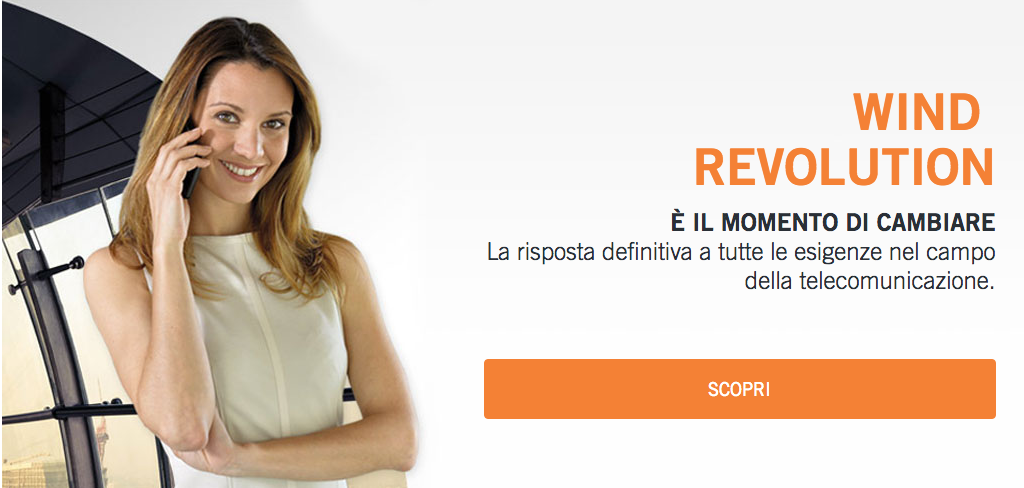 WIND
REVOLUTION
È IL MOMENTO DI CAMBIARE
La risposta definitiva a tutte le esigenze nel campo
della telecomunicazione.
SCOPRI